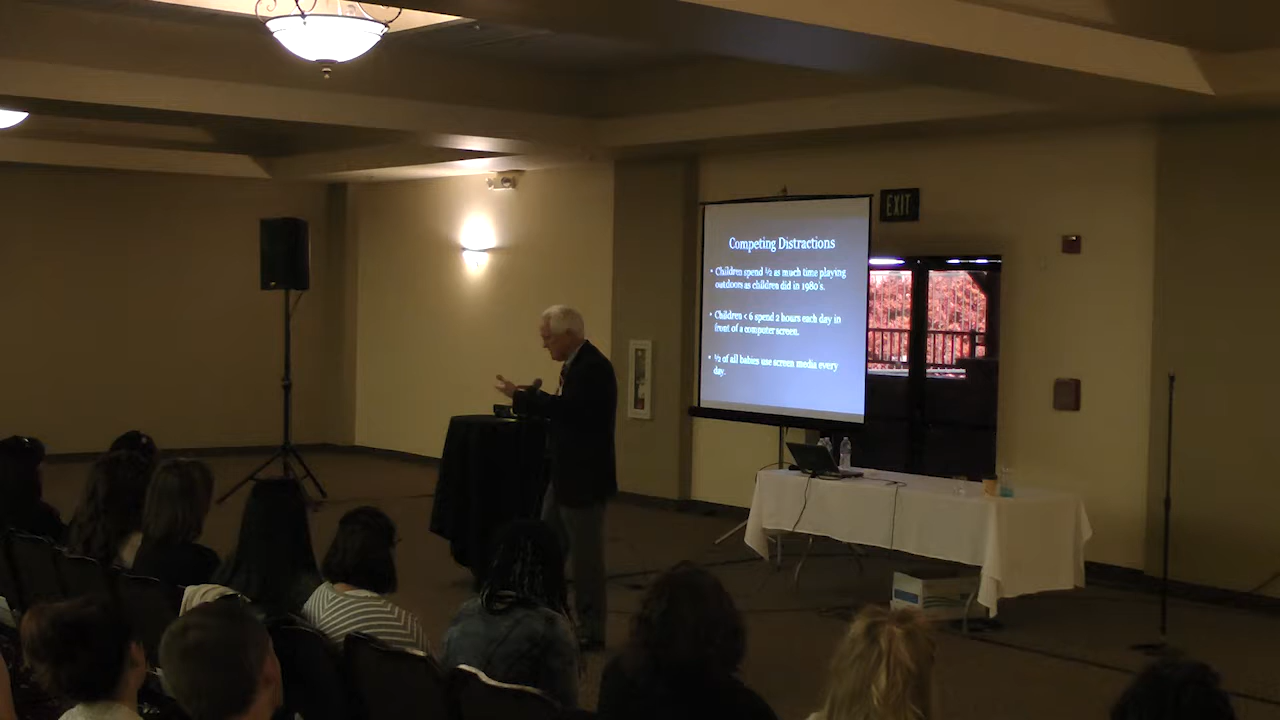 EXIT
Competing Distractions
• Children spend ½ as much time playing
outdoors as children did in 1980's.
• Children < 6 spend 2 hours each day in
front of a computer screen.
• ½ of all babies use screen media every
day.